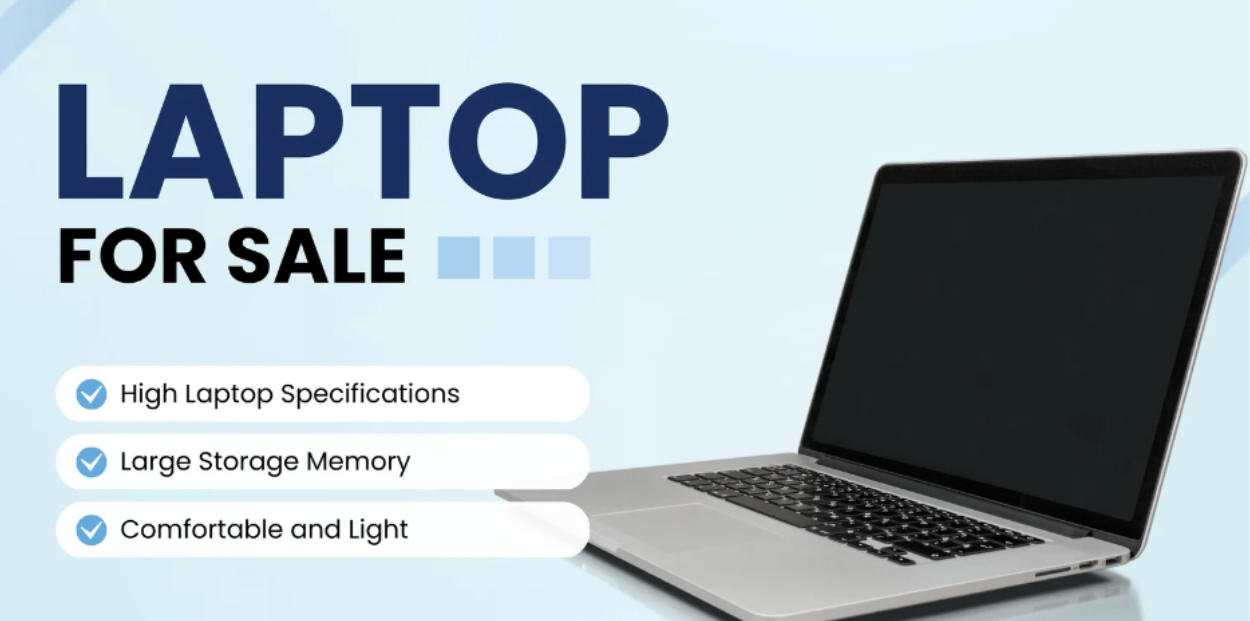 LAPTOP
FOR SALE
High Laptop Specifications
Large Storage Memory
Comfortable and Light